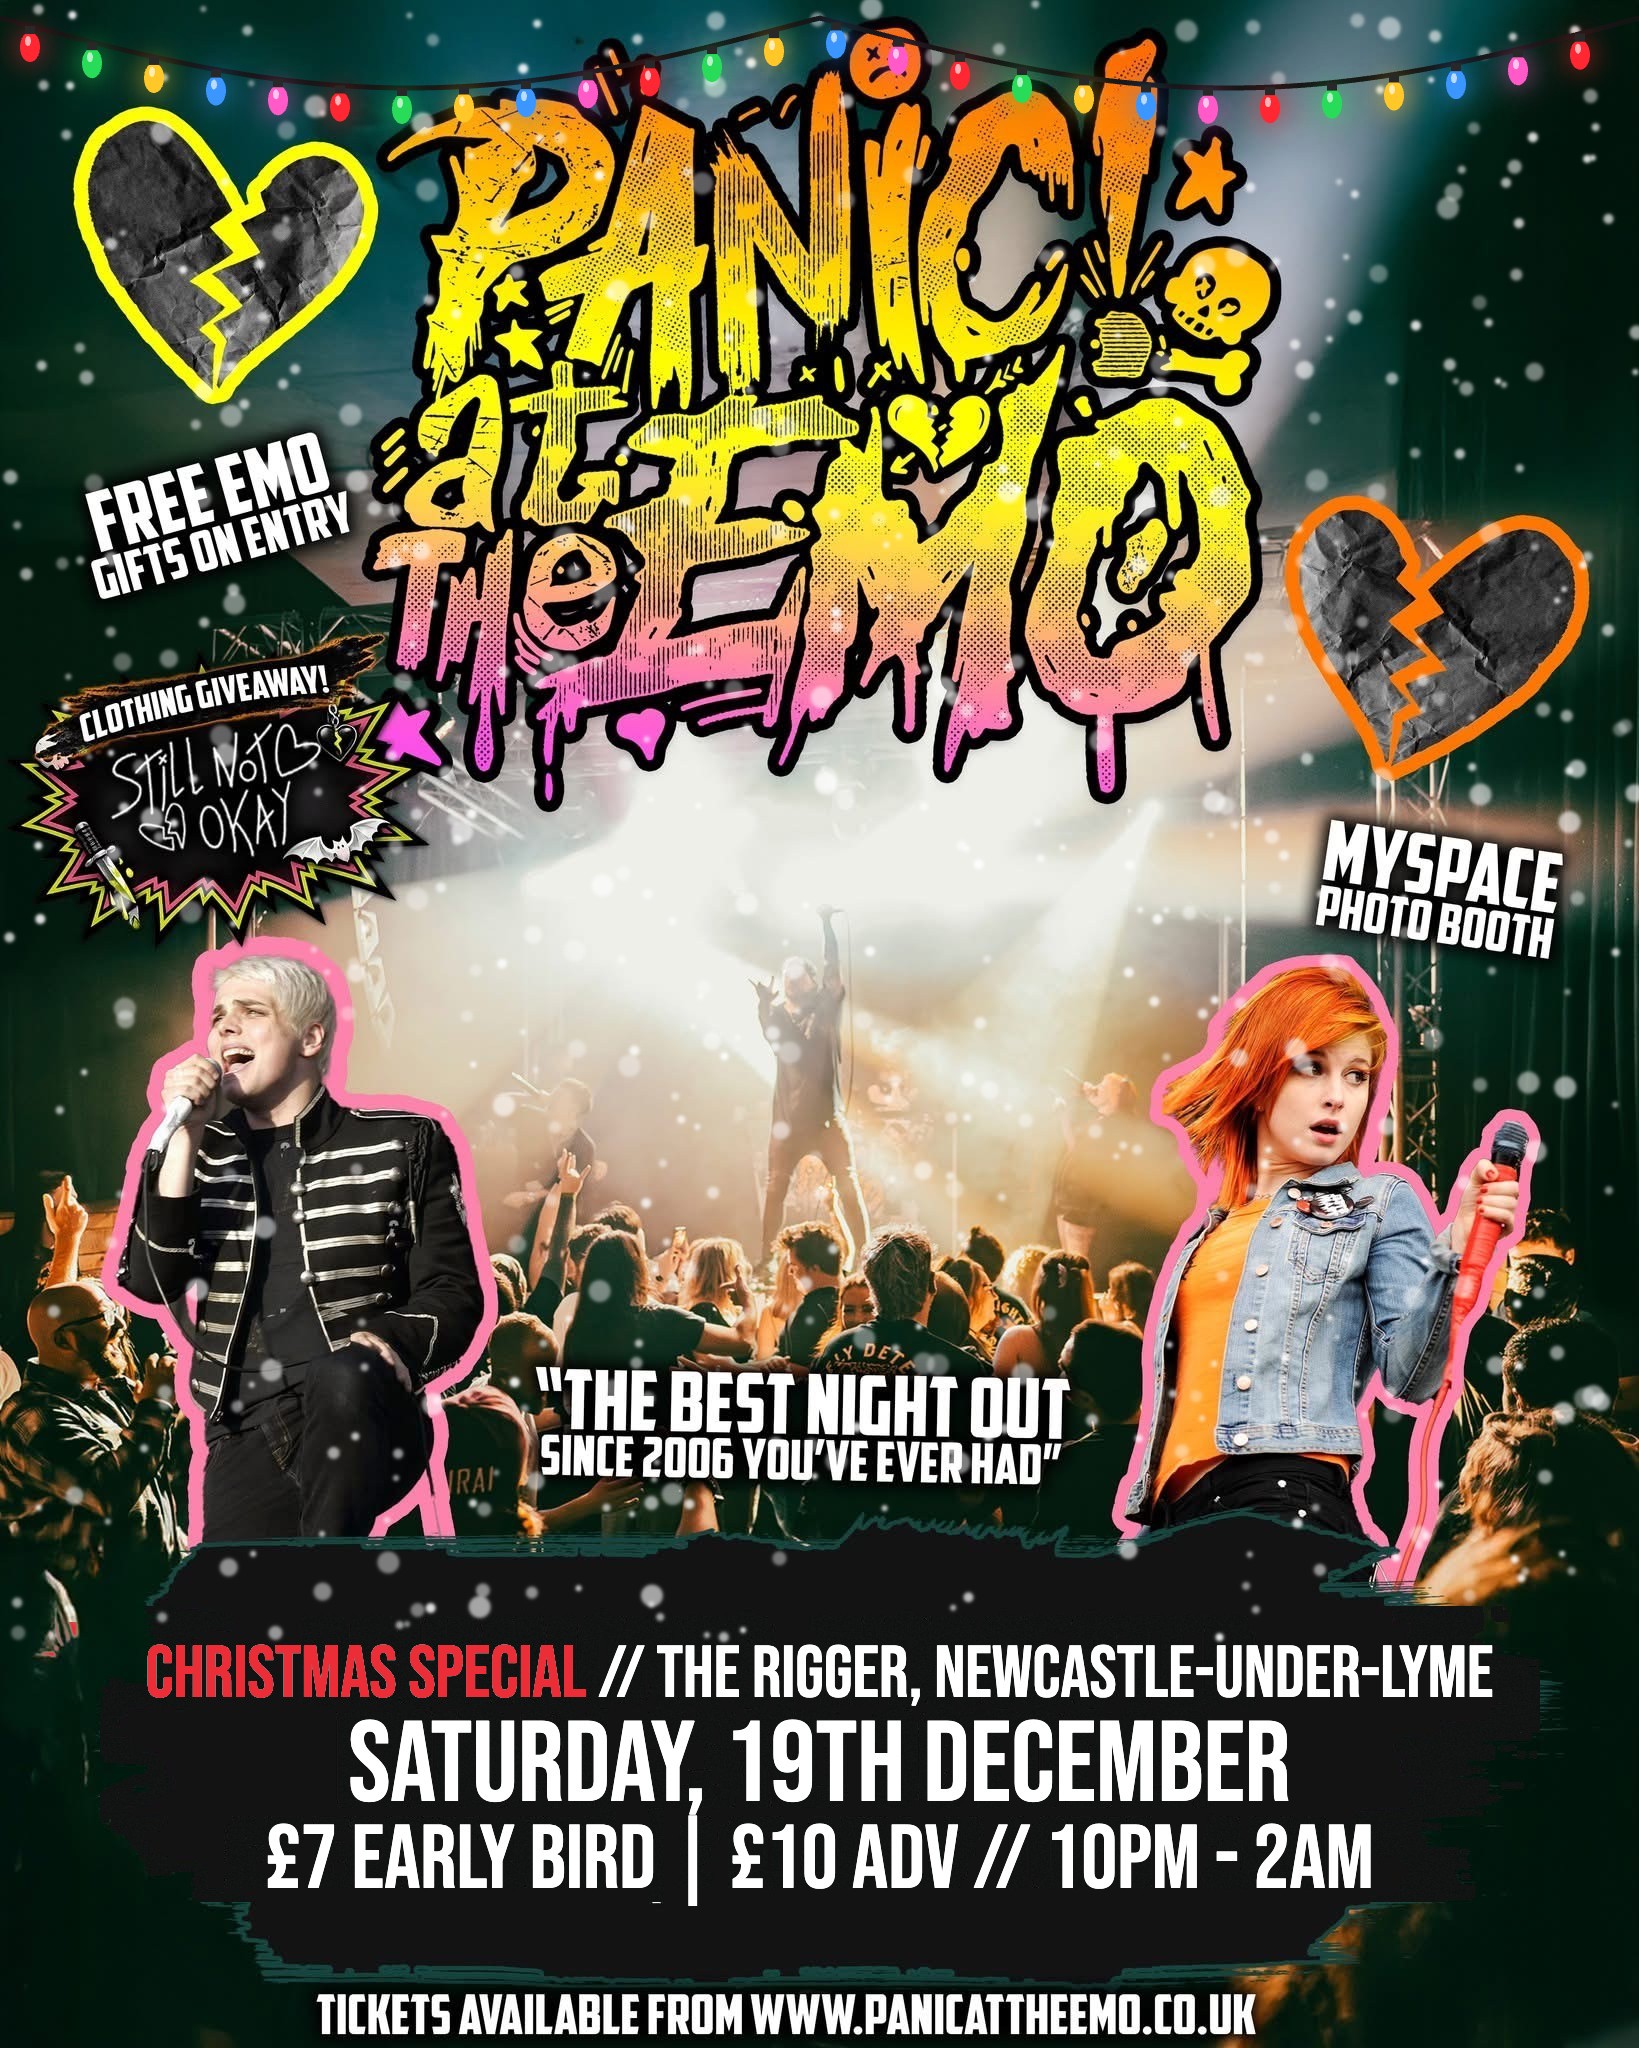 PANIC!
at
THE EMO
FREE EMO
GIFTS ON ENTRY
CLOTHING GIVEAWAY!
STILL NOT
OKAY
MYSPACE
PHOTO BOOTH
"THE BEST NIGHT OUT
SINCE 2006 YOU'VE EVER HAD"
CHRISTMAS SPECIAL // THE RIGGER, NEWCASTLE-UNDER-LYME
SATURDAY, 19TH DECEMBER
£7 EARLY BIRD | £10 ADV // 10PM - 2AM
TICKETS AVAILABLE FROM WWW.PANICATTHEEMO.CO.UK